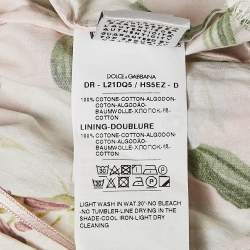 DOLCE & GABBANA
DR - L21DQ5 / HS5EZ - D
100% COTONE-COTTON-ALGODON-
COTON-ALGODÃO-
BAUMWOLLE-ХЛОПОК-
COTTON
LINING-DOUBLURE
100% COTONE-COTTON-ALGODON-
COTON-ALGODÃO-
BAUMWOLLE-ХЛОПОК-
COTTON
LIGHT WASH IN WAT.30°-NO BLEACH
-NO TUMBLER-LINE DRYING IN THE
SHADE-COOL IRON-LIGHT DRY
CLEANING